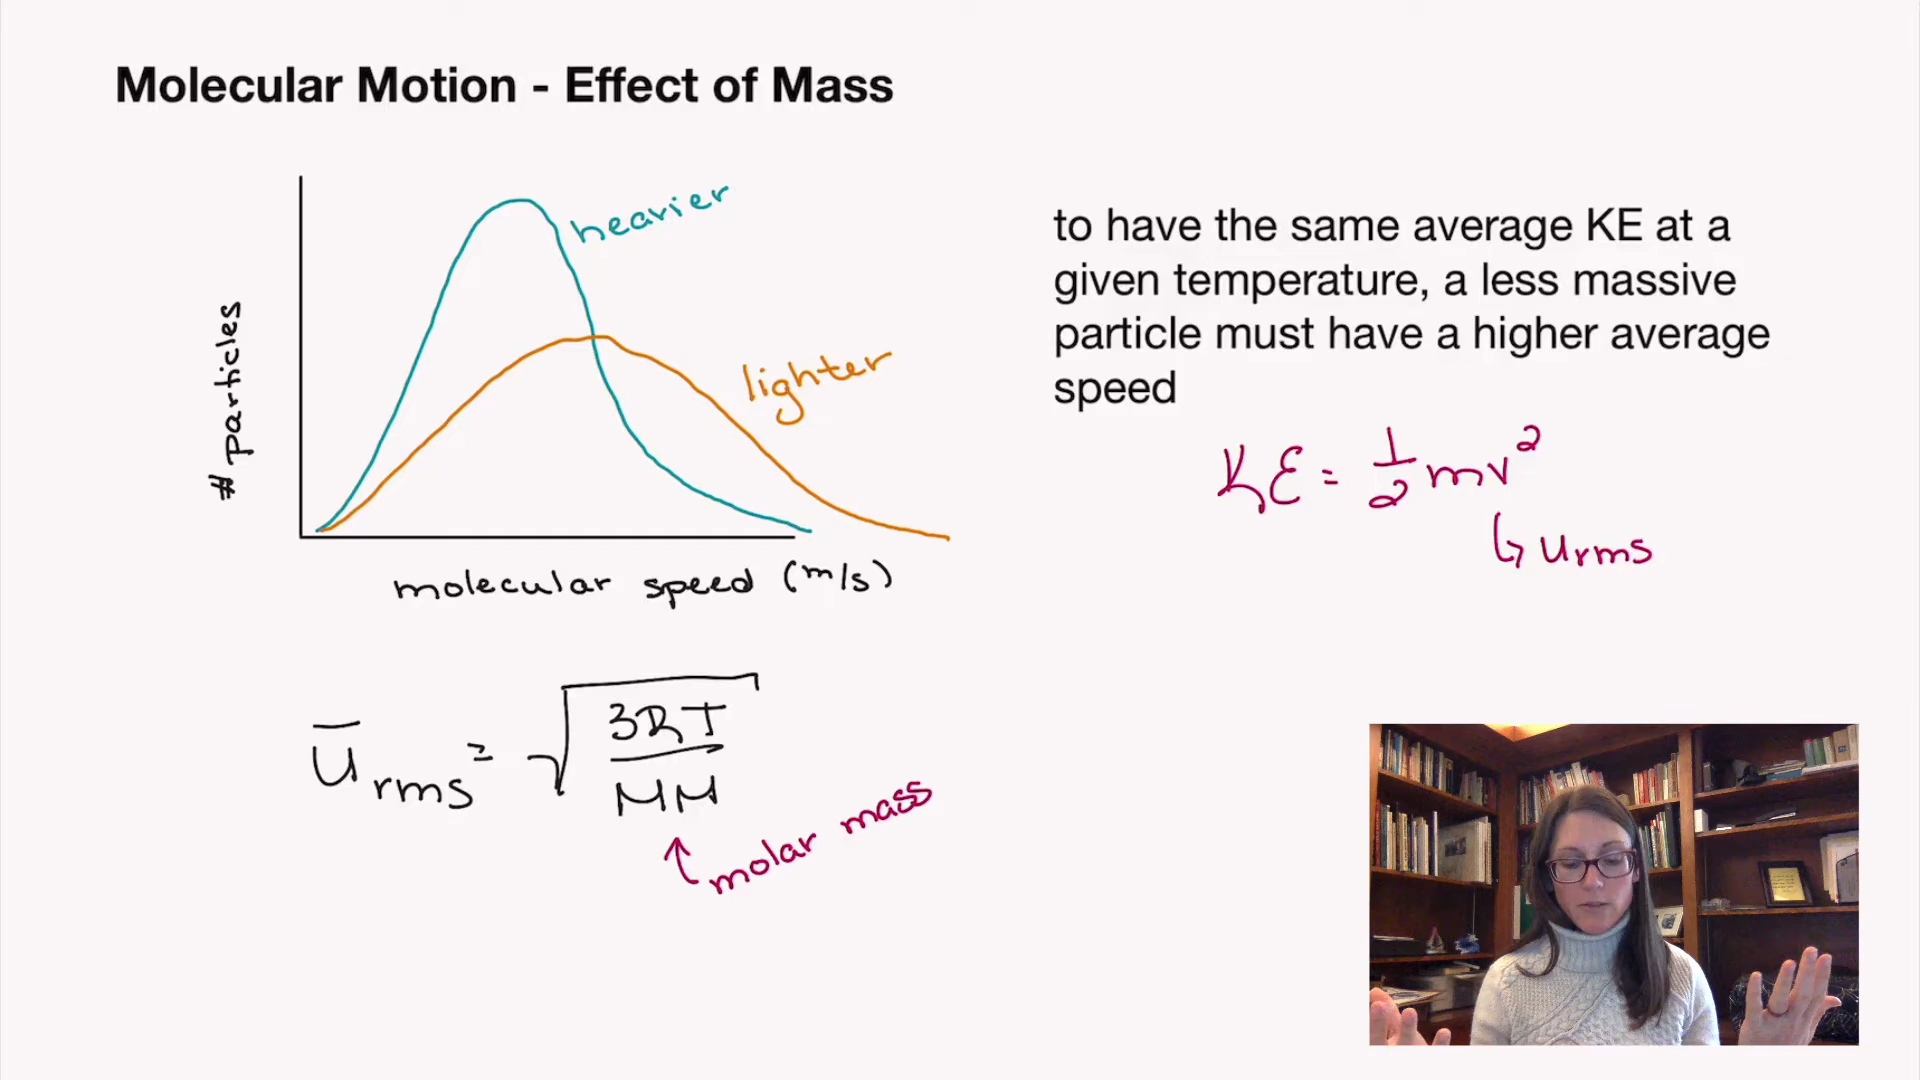 Molecular Motion - Effect of Mass
heavier
lighter
# particles
molecular speed (m/s)
to have the same average KE at a
given temperature, a less massive
particle must have a higher average
speed
KE = 1/2 mv²
↳ urms
u̅rms = √(3RT/MM)
↑ molar mass